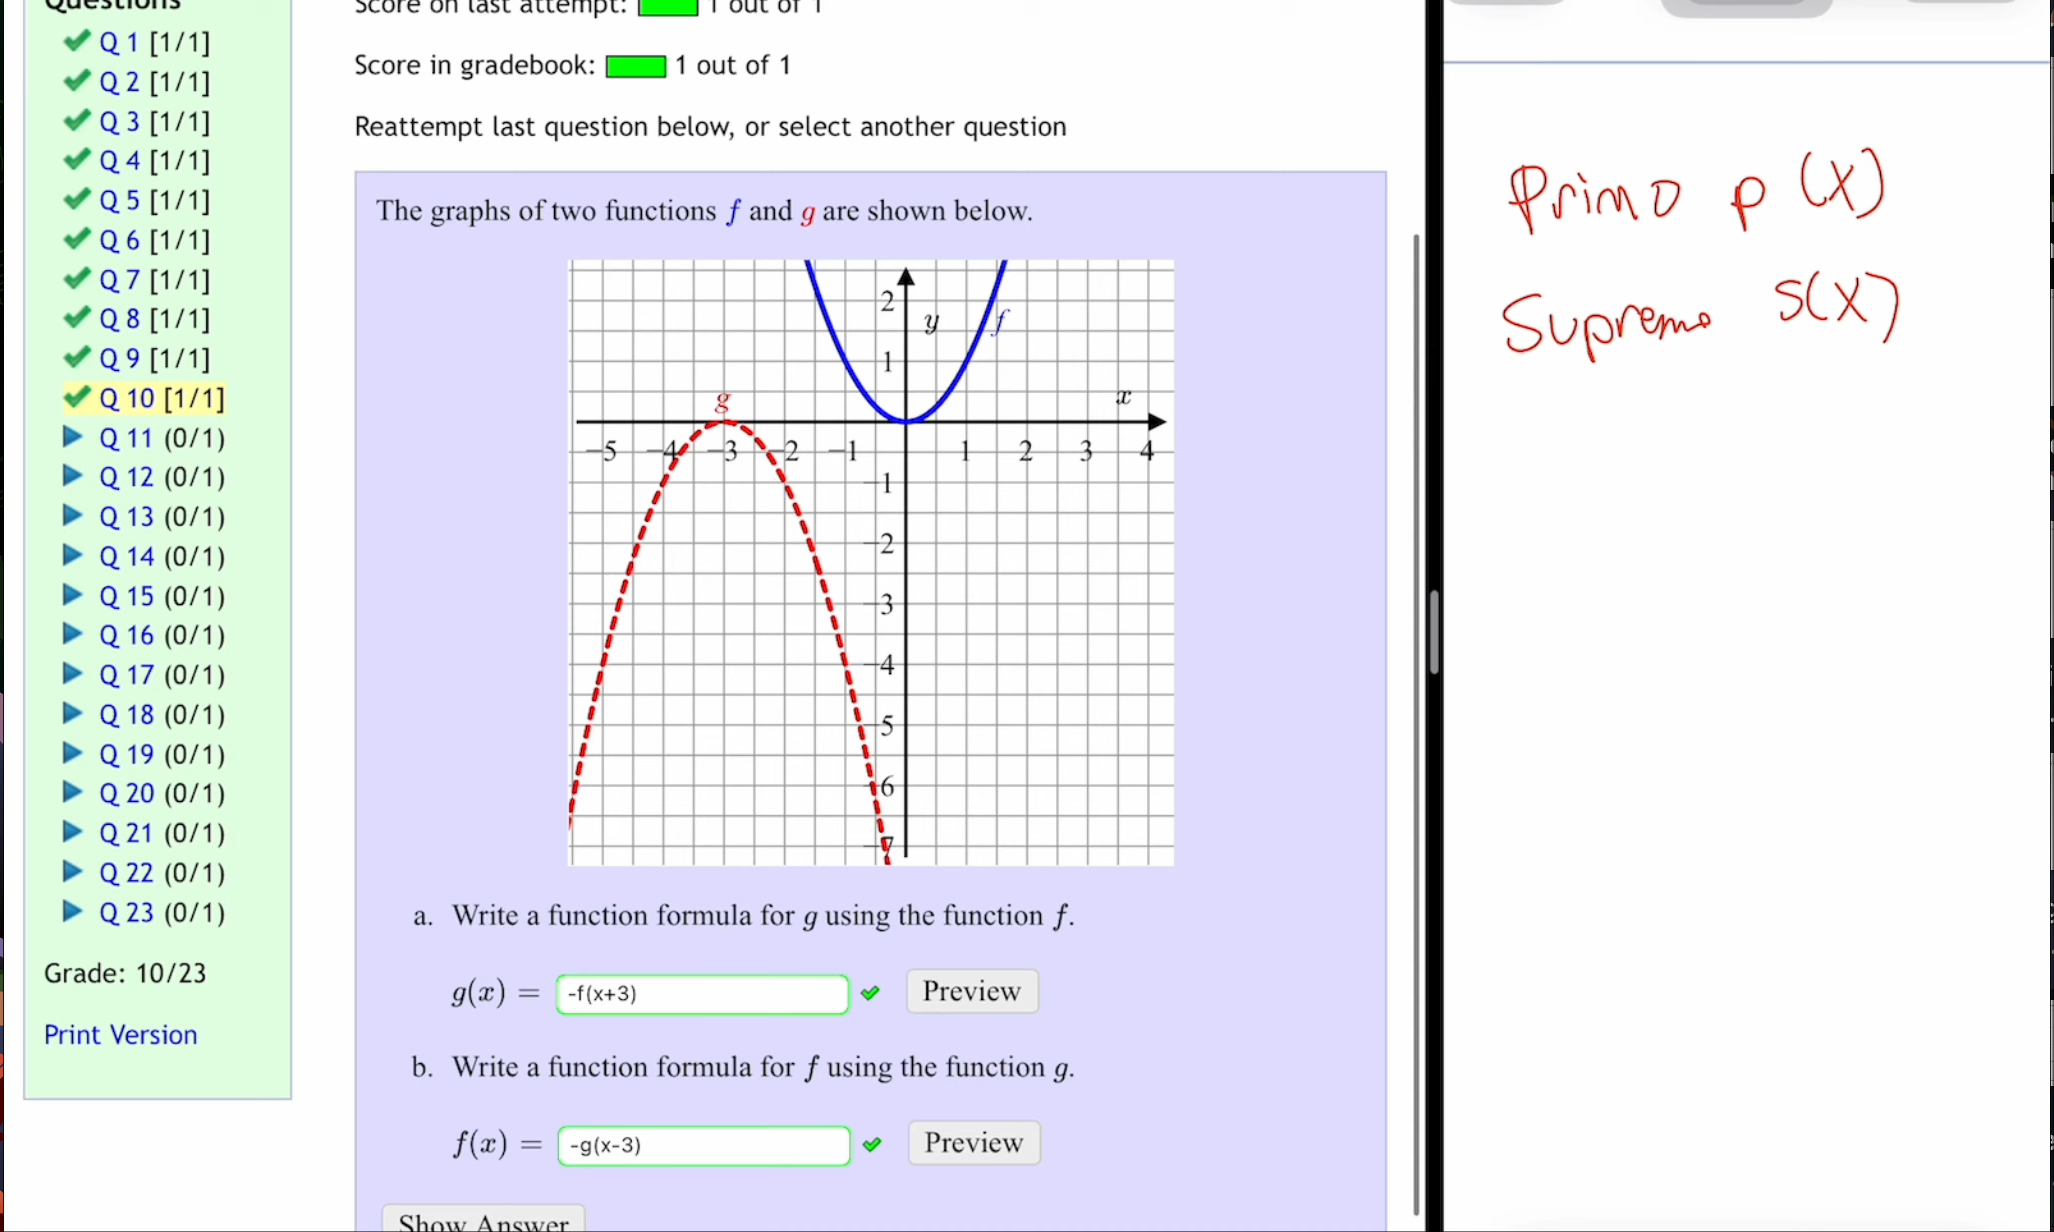 Questions
Q 1 [1/1]
Q 2 [1/1]
Q 3 [1/1]
Q 4 [1/1]
Q 5 [1/1]
Q 6 [1/1]
Q 7 [1/1]
Q 8 [1/1]
Q 9 [1/1]
Q 10 [1/1]
Q 11 (0/1)
Q 12 (0/1)
Q 13 (0/1)
Q 14 (0/1)
Q 15 (0/1)
Q 16 (0/1)
Q 17 (0/1)
Q 18 (0/1)
Q 19 (0/1)
Q 20 (0/1)
Q 21 (0/1)
Q 22 (0/1)
Q 23 (0/1)
Grade: 10/23
Print Version
Score on last attempt: 1 out of 1
Score in gradebook: 1 out of 1
Reattempt last question below, or select another question
The graphs of two functions f and g are shown below.
2
y
f
1
x
g
-5 -4 -3 -2 -1 1 2 3 4
-1
-2
-3
-4
-5
-6
-7
a. Write a function formula for g using the function f.
g(x) = -f(x+3) Preview
b. Write a function formula for f using the function g.
f(x) = -g(x-3) Preview
Show Answer
Primo p(x)
Supremo S(x)